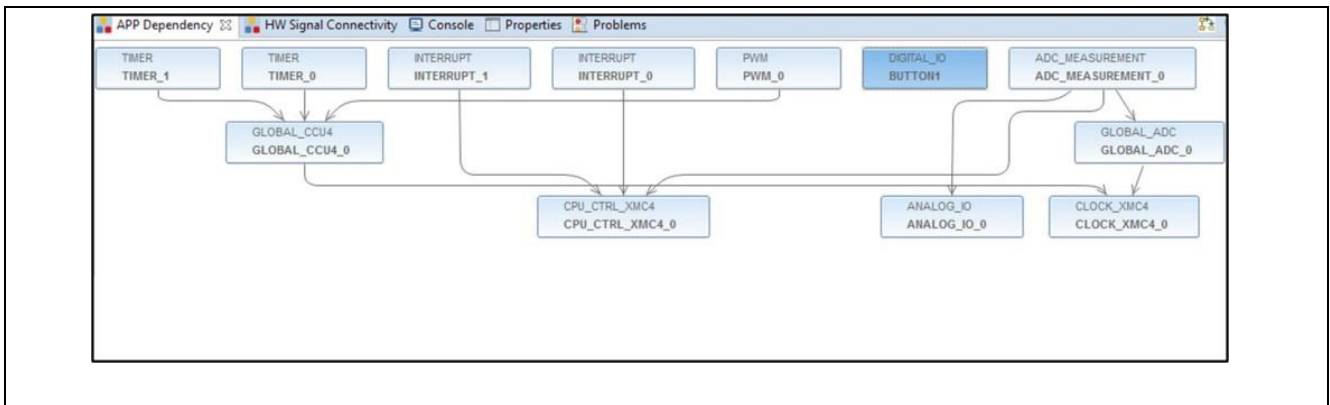 APP Dependency HW Signal Connectivity Console Properties Problems
TIMER
TIMER_1
TIMER
TIMER_0
INTERRUPT
INTERRUPT_1
INTERRUPT
INTERRUPT_0
PWM
PWM_0
DIGITAL_IO
BUTTON1
ADC_MEASUREMENT
ADC_MEASUREMENT_0
GLOBAL_CCU4
GLOBAL_CCU4_0
GLOBAL_ADC
GLOBAL_ADC_0
CPU_CTRL_XMC4
CPU_CTRL_XMC4_0
ANALOG_IO
ANALOG_IO_0
CLOCK_XMC4
CLOCK_XMC4_0